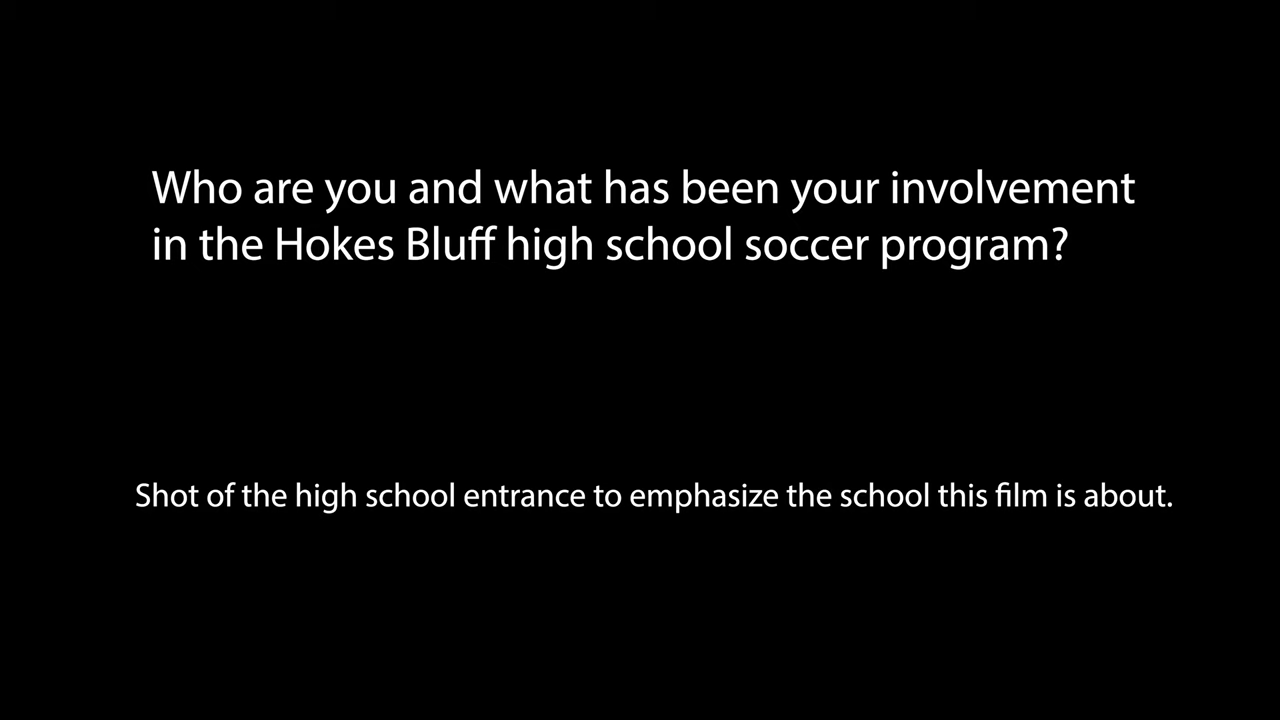 Who are you and what has been your involvement
in the Hokes Bluff high school soccer program?
Shot of the high school entrance to emphasize the school this film is about.